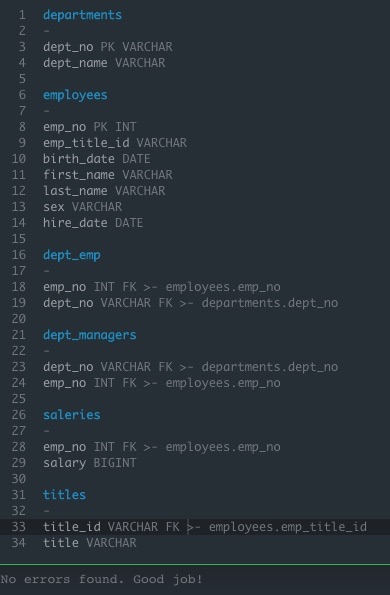 1 departments
2 -
3 dept_no PK VARCHAR
4 dept_name VARCHAR
5
6 employees
7 -
8 emp_no PK INT
9 emp_title_id VARCHAR
10 birth_date DATE
11 first_name VARCHAR
12 last_name VARCHAR
13 sex VARCHAR
14 hire_date DATE
15
16 dept_emp
17 -
18 emp_no INT FK >- employees.emp_no
19 dept_no VARCHAR FK >- departments.dept_no
20
21 dept_managers
22 -
23 dept_no VARCHAR FK >- departments.dept_no
24 emp_no INT FK >- employees.emp_no
25
26 saleries
27 -
28 emp_no INT FK >- employees.emp_no
29 salary BIGINT
30
31 titles
32 -
33 title_id VARCHAR FK >- employees.emp_title_id
34 title VARCHAR
No errors found. Good job!